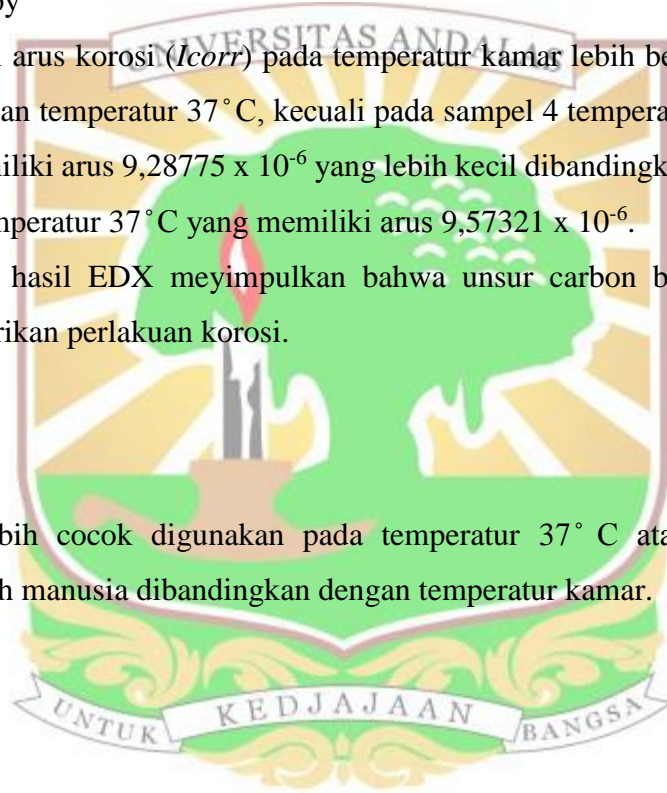 py
arus korosi (Icorr) pada temperatur kamar lebih be
an temperatur 37˚C, kecuali pada sampel 4 tempera
iliki arus 9,28775 x 10⁻⁶ yang lebih kecil dibandingk
mperatur 37˚C yang memiliki arus 9,57321 x 10⁻⁶.
hasil EDX meyimpulkan bahwa unsur carbon b
rikan perlakuan korosi.
bih cocok digunakan pada temperatur 37˚ C ata
h manusia dibandingkan dengan temperatur kamar.
UNIVERSITAS ANDALAS
UNTUK KEDJAJAAN BANGSA